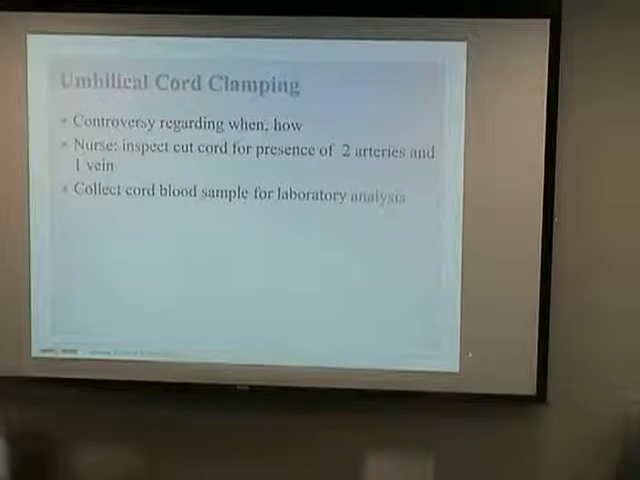 Umbilical Cord Clamping
Controversy regarding when, how
Nurse: inspect cut cord for presence of 2 arteries and
1 vein
Collect cord blood sample for laboratory analysis